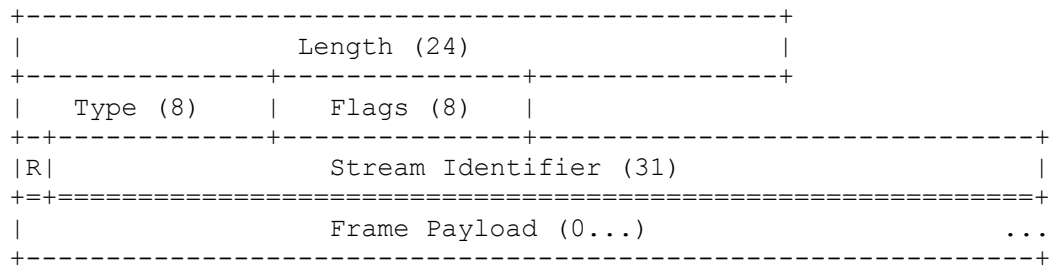 +-----------------------------------------------+
|                 Length (24)                   |
+---------------+---------------+---------------+
|   Type (8)    |   Flags (8)   |
+-+-------------+---------------+-------------------------------+
|R|                 Stream Identifier (31)                      |
+=+=============================================================+
|                   Frame Payload (0...)                      ...
+---------------------------------------------------------------+